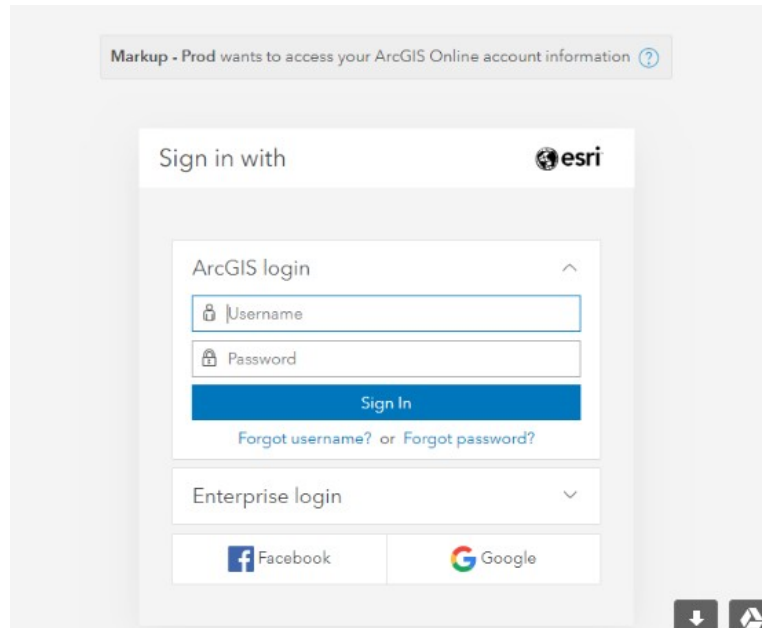 Markup - Prod wants to access your ArcGIS Online account information ?
Sign in with esri
ArcGIS login
Username
Password
Sign In
Forgot username? or Forgot password?
Enterprise login
Facebook Google